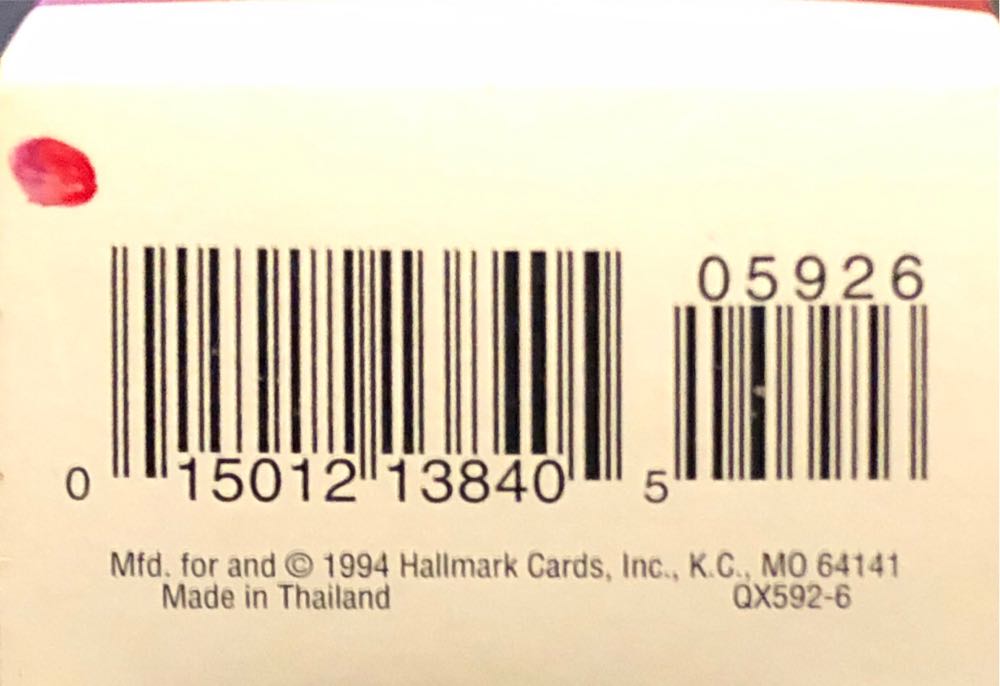 05926
0 15012 13840 5
Mfd. for and © 1994 Hallmark Cards, Inc., K.C., MO 64141
Made in Thailand QX592-6